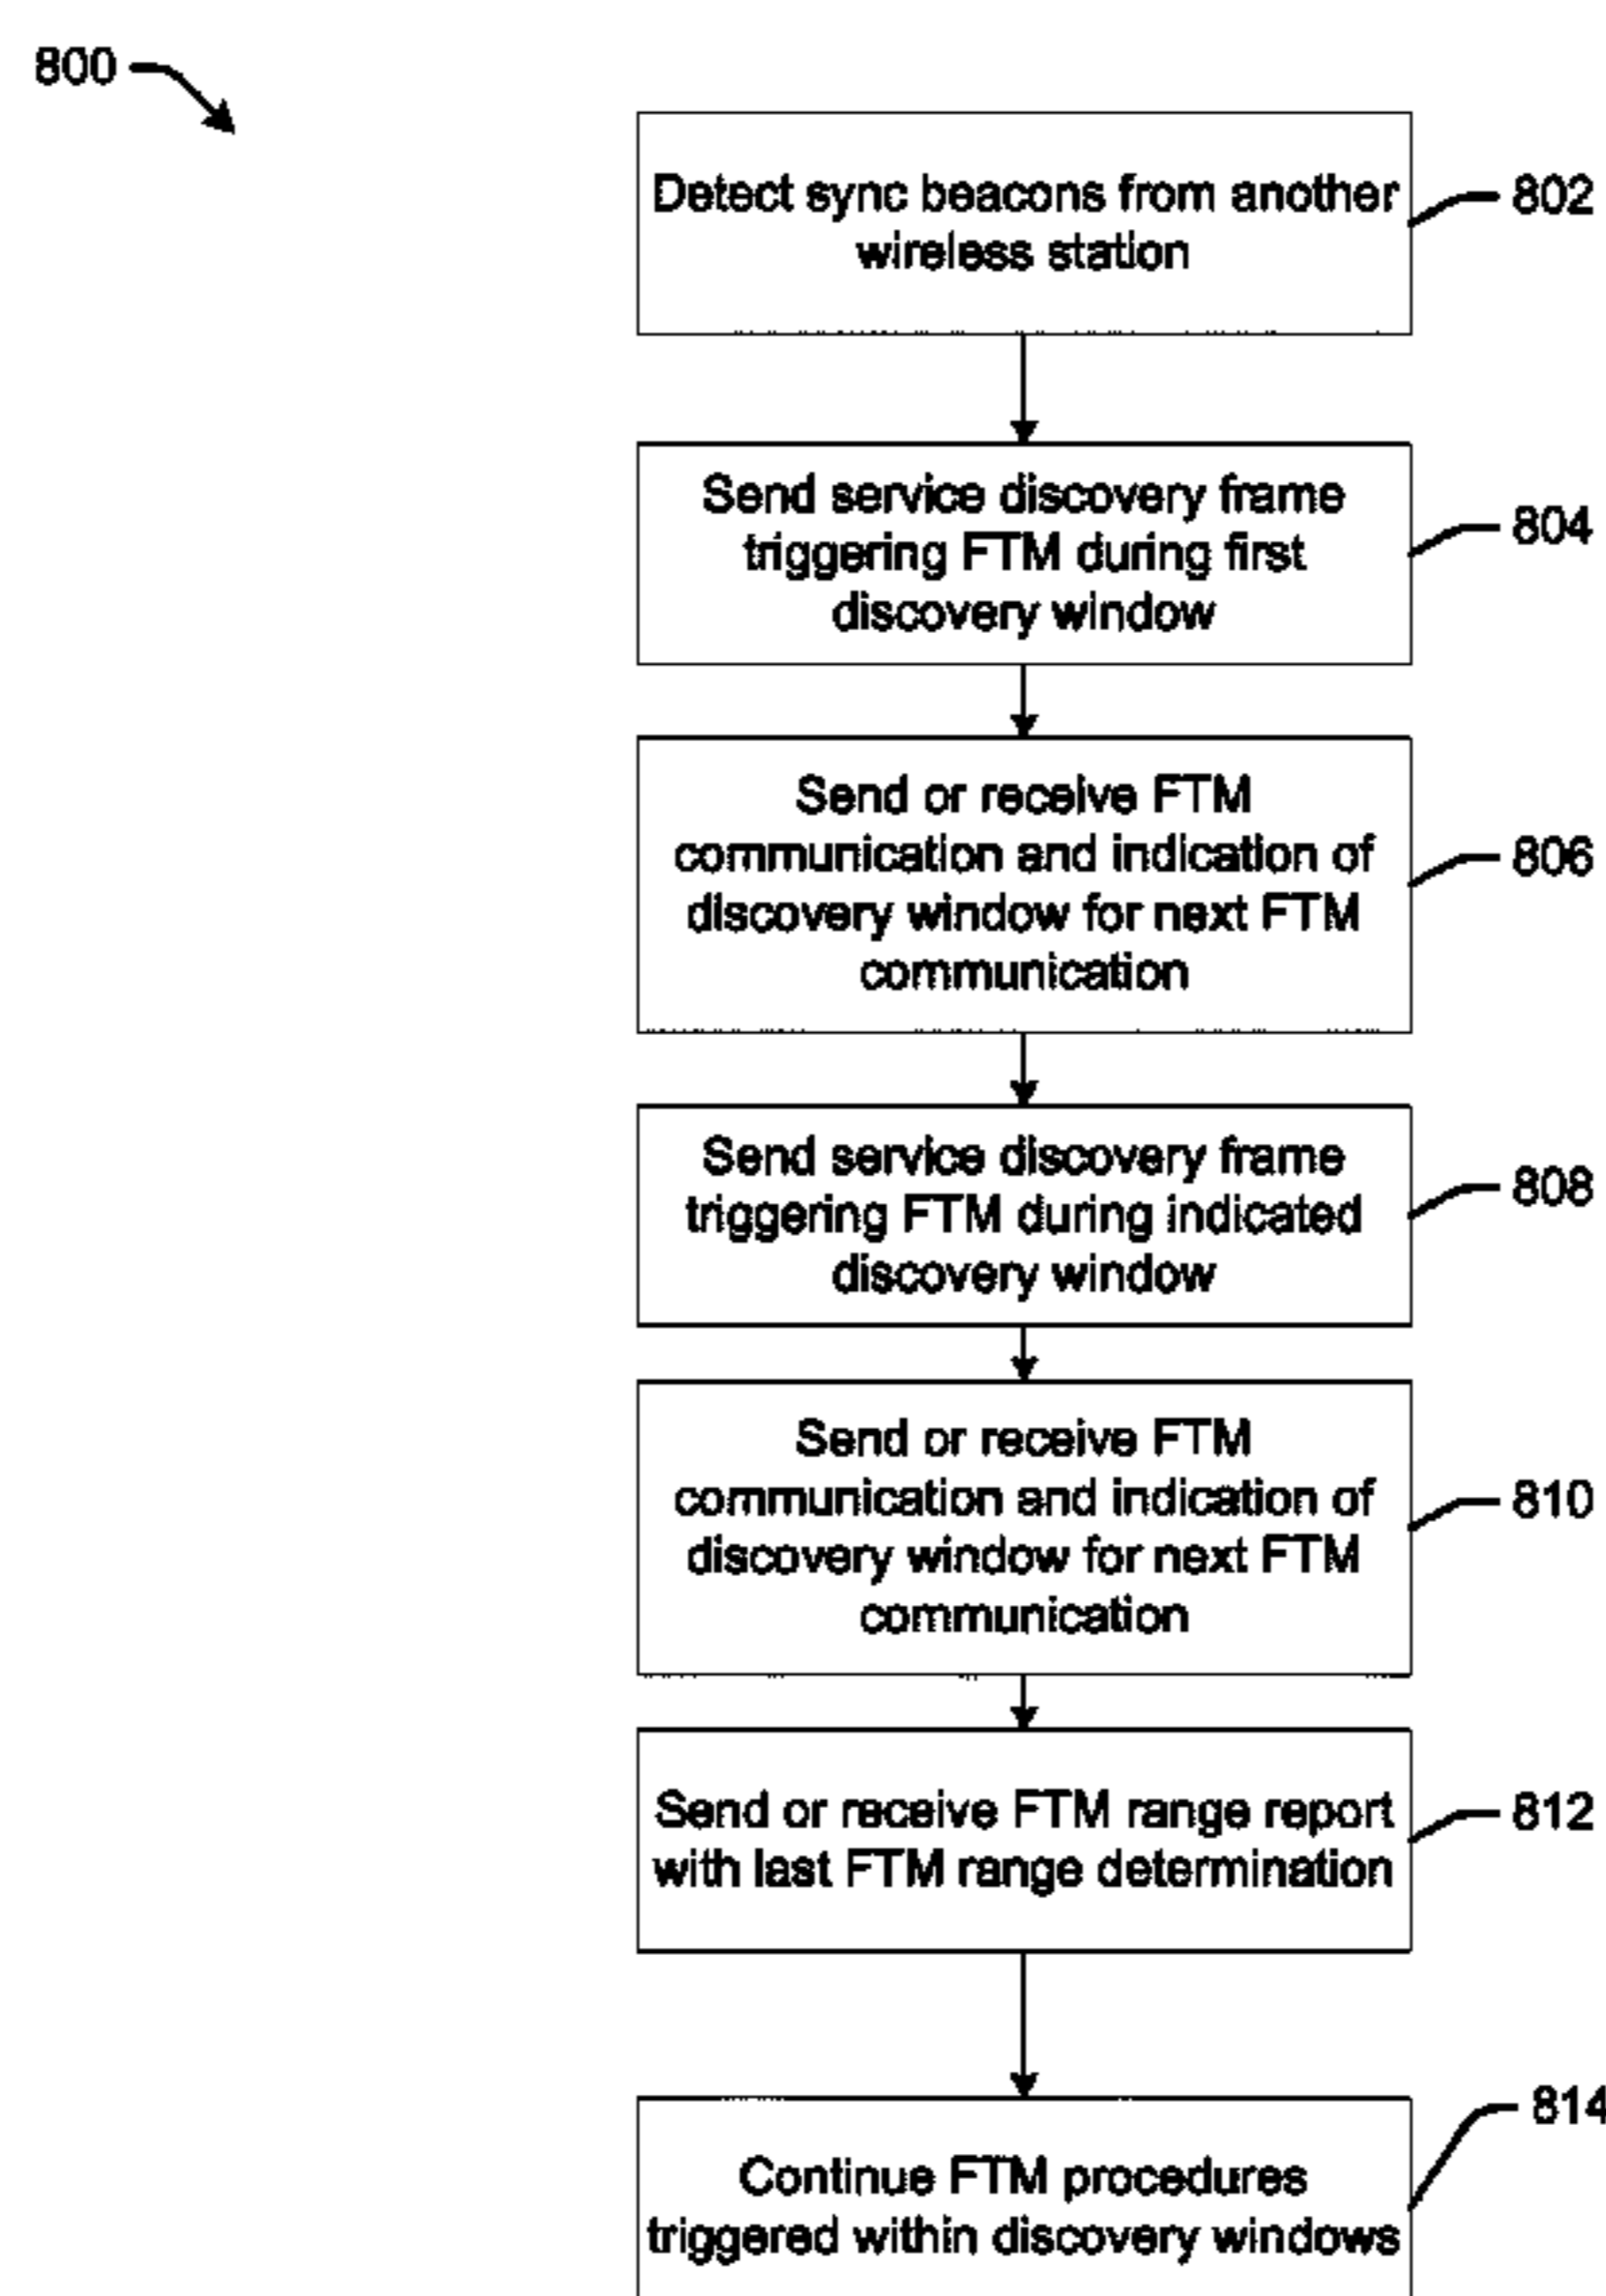 800
Detect sync beacons from another
wireless station
802
Send service discovery frame
triggering FTM during first
discovery window
804
Send or receive FTM
communication and indication of
discovery window for next FTM
communication
806
Send service discovery frame
triggering FTM during indicated
discovery window
808
Send or receive FTM
communication and indication of
discovery window for next FTM
communication
810
Send or receive FTM range report
with last FTM range determination
812
Continue FTM procedures
triggered within discovery windows
814